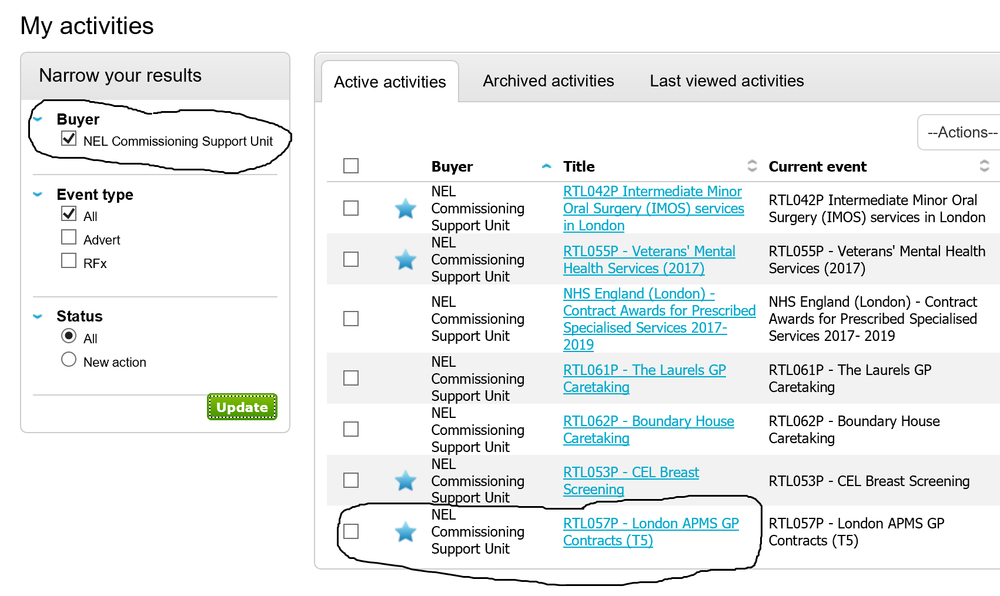 My activities
Narrow your results
Buyer
NEL Commissioning Support Unit
Event type
All
Advert
RFx
Status
All
New action
Update
Active activities
Archived activities
Last viewed activities
--Actions--
Buyer
Title
Current event
NEL
Commissioning
Support Unit
RTL042P Intermediate Minor
Oral Surgery (IMOS) services
in London
RTL042P Intermediate Minor Oral
Surgery (IMOS) services in London
NEL
Commissioning
Support Unit
RTL055P - Veterans' Mental
Health Services (2017)
RTL055P - Veterans' Mental Health
Services (2017)
NEL
Commissioning
Support Unit
NHS England (London) -
Contract Awards for Prescribed
Specialised Services 2017-
2019
NHS England (London) - Contract
Awards for Prescribed Specialised
Services 2017- 2019
NEL
Commissioning
Support Unit
RTL061P - The Laurels GP
Caretaking
RTL061P - The Laurels GP
Caretaking
NEL
Commissioning
Support Unit
RTL062P - Boundary House
Caretaking
RTL062P - Boundary House
Caretaking
NEL
Commissioning
Support Unit
RTL053P - CEL Breast
Screening
RTL053P - CEL Breast Screening
NEL
Commissioning
Support Unit
RTL057P - London APMS GP
Contracts (T5)
RTL057P - London APMS GP
Contracts (T5)